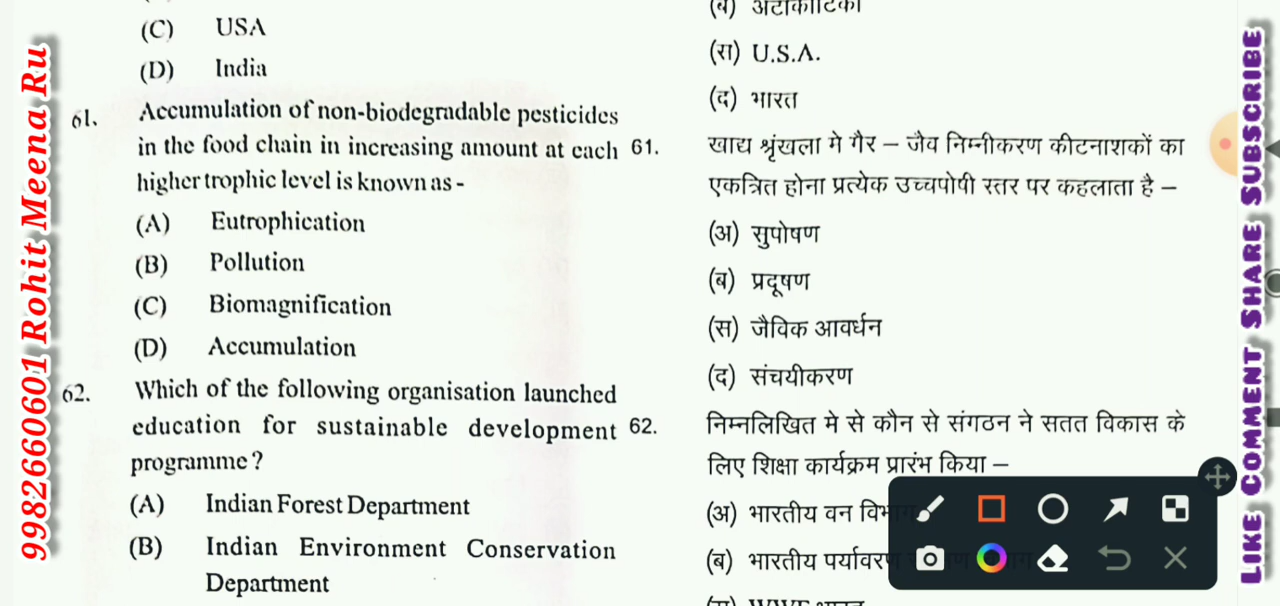 9982660601 Rohit Meena Ru
(C) USA
(D) India
61. Accumulation of non-biodegradable pesticides
in the food chain in increasing amount at each
higher trophic level is known as -
(A) Eutrophication
(B) Pollution
(C) Biomagnification
(D) Accumulation
62. Which of the following organisation launched
education for sustainable development
programme ?
(A) Indian Forest Department
(B) Indian Environment Conservation
Department
(स) U.S.A.
(द) भारत
61. खाद्य श्रृंखला मे गैर – जैव निम्नीकरण कीटनाशकों का
एकत्रित होना प्रत्येक उच्चपोषी स्तर पर कहलाता है –
(अ) सुपोषण
(ब) प्रदूषण
(स) जैविक आवर्धन
(द) संचयीकरण
62. निम्नलिखित मे से कौन से संगठन ने सतत विकास के
लिए शिक्षा कार्यक्रम प्रारंभ किया –
(अ) भारतीय वन
(ब) भारतीय
LIKE COMMENT SHARE SUBSCRIBE